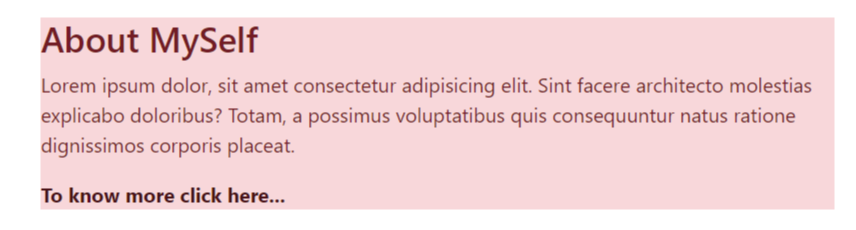 About MySelf
Lorem ipsum dolor, sit amet consectetur adipisicing elit. Sint facere architecto molestias
explicabo doloribus? Totam, a possimus voluptatibus quis consequuntur natus ratione
dignissimos corporis placeat.
To know more click here...